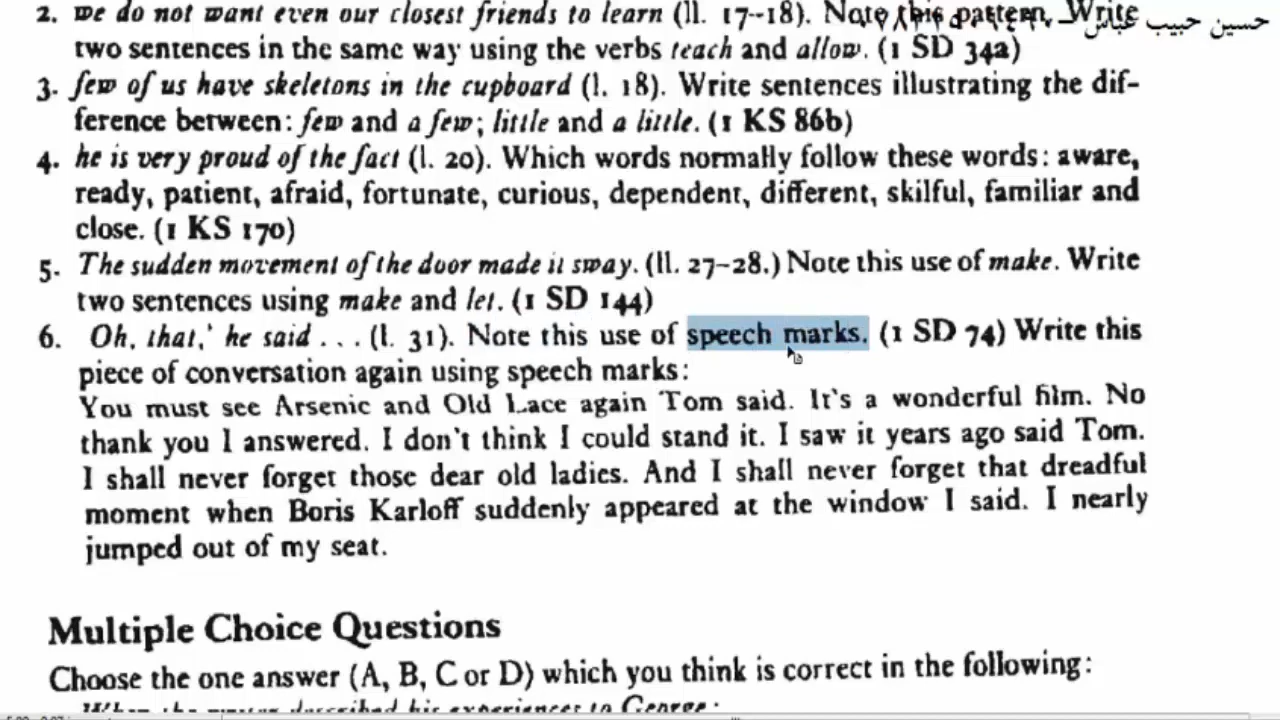 حسين حبيب عباس
2. we do not want even our closest friends to learn (ll. 17–18). Note this pattern. Write
two sentences in the same way using the verbs teach and allow. (1 SD 34a)
3. few of us have skeletons in the cupboard (l. 18). Write sentences illustrating the dif-
ference between: few and a few; little and a little. (1 KS 86b)
4. he is very proud of the fact (l. 20). Which words normally follow these words: aware,
ready, patient, afraid, fortunate, curious, dependent, different, skilful, familiar and
close. (1 KS 170)
5. The sudden movement of the door made it sway. (ll. 27–28.) Note this use of make. Write
two sentences using make and let. (1 SD 144)
6. Oh, that,' he said . . . (l. 31). Note this use of speech marks. (1 SD 74) Write this
piece of conversation again using speech marks:
You must see Arsenic and Old Lace again Tom said. It's a wonderful film. No
thank you I answered. I don't think I could stand it. I saw it years ago said Tom.
I shall never forget those dear old ladies. And I shall never forget that dreadful
moment when Boris Karloff suddenly appeared at the window I said. I nearly
jumped out of my seat.
Multiple Choice Questions
Choose the one answer (A, B, C or D) which you think is correct in the following:
described his experiences to George: